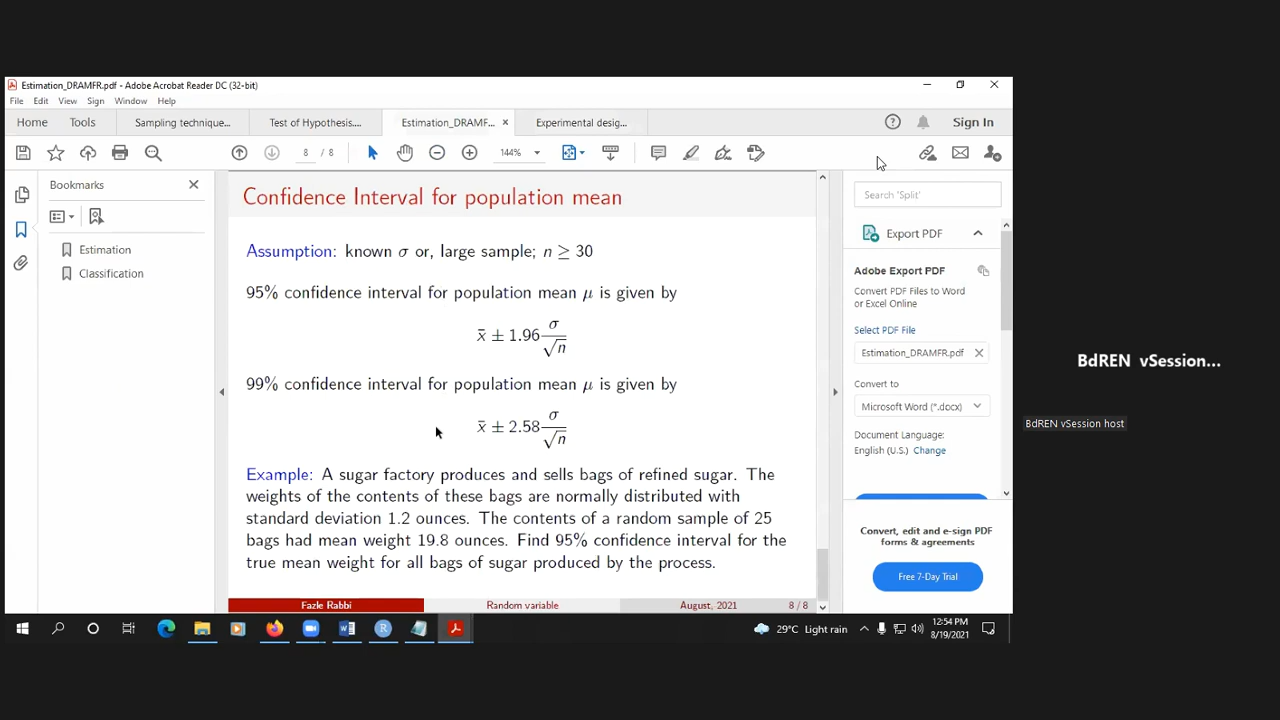 Estimation_DRAMFR.pdf - Adobe Acrobat Reader DC (32-bit)
File Edit View Sign Window Help
Home Tools Sampling technique... Test of Hypothesis.... Estimation_DRAMF... × Experimental desig... Sign In
8 / 8 144%
Bookmarks
Estimation
Classification
Confidence Interval for population mean
Assumption: known σ or, large sample; n ≥ 30
95% confidence interval for population mean μ is given by
x̄ ± 1.96 σ/√n
99% confidence interval for population mean μ is given by
x̄ ± 2.58 σ/√n
Example: A sugar factory produces and sells bags of refined sugar. The
weights of the contents of these bags are normally distributed with
standard deviation 1.2 ounces. The contents of a random sample of 25
bags had mean weight 19.8 ounces. Find 95% confidence interval for the
true mean weight for all bags of sugar produced by the process.
Fazle Rabbi Random variable August, 2021 8 / 8
Search 'Split'
Export PDF
Adobe Export PDF
Convert PDF Files to Word
or Excel Online
Select PDF File
Estimation_DRAMFR.pdf ×
Convert to
Microsoft Word (*.docx)
Document Language:
English (U.S.) Change
Convert, edit and e-sign PDF
forms & agreements
Free 7-Day Trial
29°C Light rain
12:54 PM
8/19/2021
BdREN vSession...
BdREN vSession host